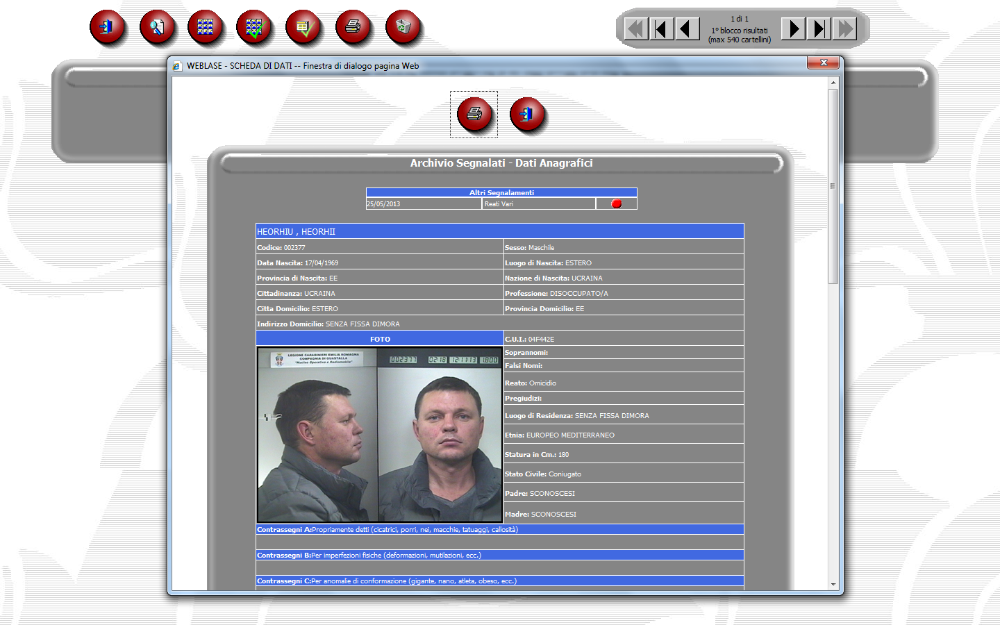 1 di 1
1° blocco risultati
(max 540 cartellini)
WEBLASE - SCHEDA DI DATI -- Finestra di dialogo pagina Web
Archivio Segnalati - Dati Anagrafici
Altri Segnalamenti
25/05/2013 Reati Vari
HEORHIU , HEORHII
Codice: 002377 Sesso: Maschile
Data Nascita: 17/04/1969 Luogo di Nascita: ESTERO
Provincia di Nascita: EE Nazione di Nascita: UCRAINA
Cittadinanza: UCRAINA Professione: DISOCCUPATO/A
Citta Domicilio: ESTERO Provincia Domicilio: EE
Indirizzo Domicilio: SENZA FISSA DIMORA
FOTO C.U.I.: 04F442E
LEGIONE CARABINIERI EMILIA ROMAGNA
COMPAGNIA DI GUASTALLA
"Nucleo Operativo e Radiomobile"
002377 0218 121113 1.800
Soprannomi:
Falsi Nomi:
Reato: Omicidio
Pregiudizi:
Luogo di Residenza: SENZA FISSA DIMORA
Etnia: EUROPEO MEDITERRANEO
Statura in Cm.: 180
Stato Civile: Coniugato
Padre: SCONOSCESI
Madre: SCONOSCESI
Contrassegni A:Propriamente detti (cicatrici, porri, nei, macchie, tatuaggi, callosità)
Contrassegni B:Per imperfezioni fisiche (deformazioni, mutilazioni, ecc.)
Contrassegni C:Per anomalie di conformazione (gigante, nano, atleta, obeso, ecc.)